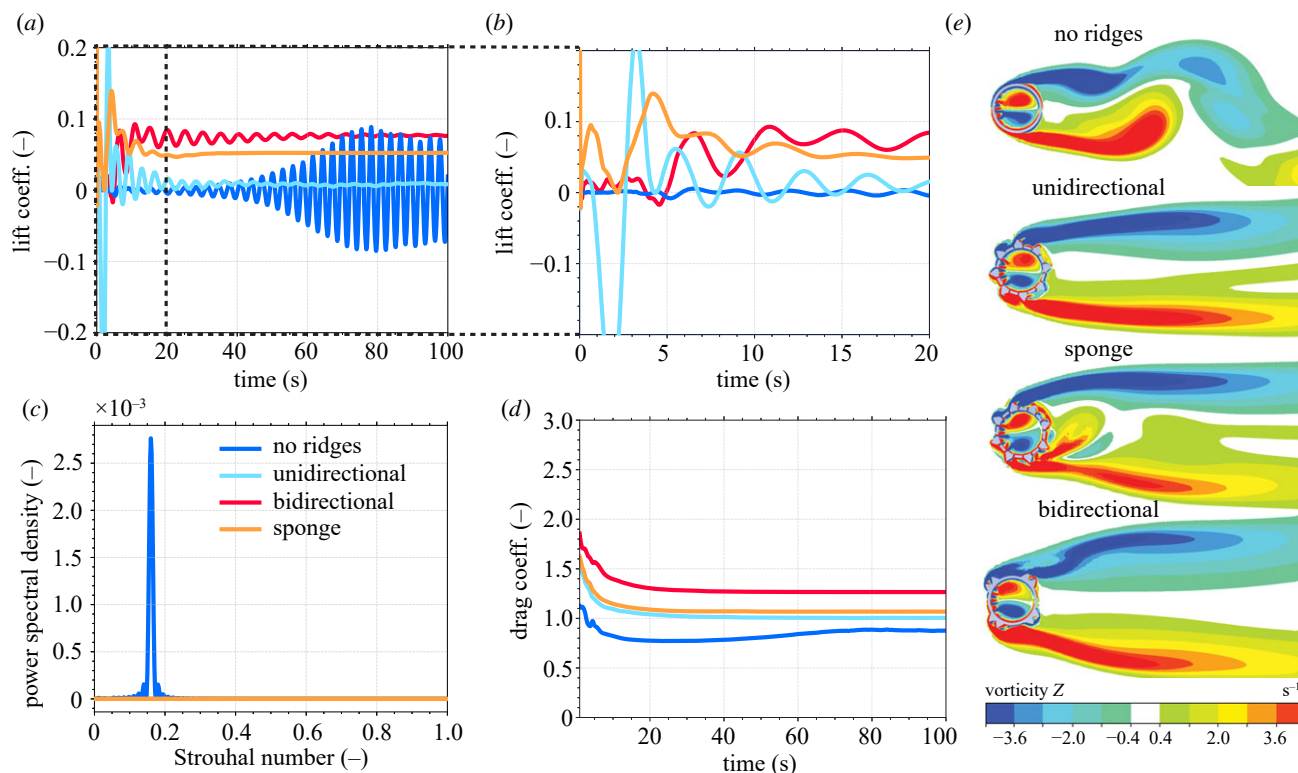 (a)
0.2
0.1
0
−0.1
−0.2
lift coeff. (–)
0 20 40 60 80 100
time (s)
(b)
0.1
0
−0.1
lift coeff. (–)
0 5 10 15 20
time (s)
(c)
×10⁻³
2.5
2.0
1.5
1.0
0.5
0
power spectral density (–)
no ridges
unidirectional
bidirectional
sponge
0 0.2 0.4 0.6 0.8 1.0
Strouhal number (–)
(d)
3.0
2.5
2.0
1.5
1.0
0.5
0
drag coeff. (–)
20 40 60 80 100
time (s)
(e)
no ridges
unidirectional
sponge
bidirectional
vorticity Z s⁻¹
−3.6 −2.0 −0.4 0.4 2.0 3.6